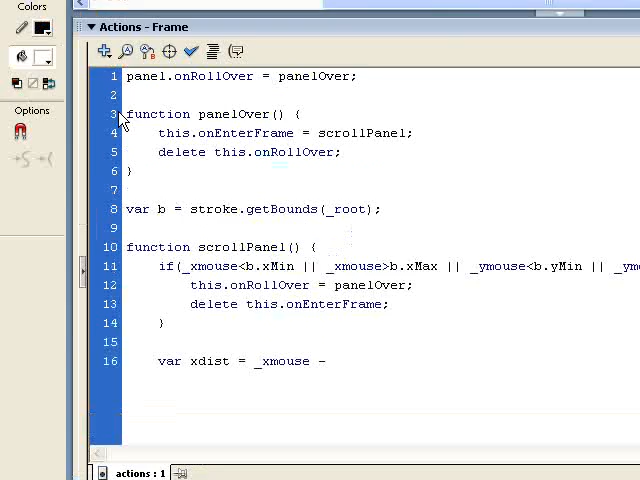 Colors
Actions - Frame
1 panel.onRollOver = panelOver;
2
3 function panelOver() {
4 this.onEnterFrame = scrollPanel;
5 delete this.onRollOver;
6 }
7
8 var b = stroke.getBounds(_root);
9
10 function scrollPanel() {
11 if(_xmouse<b.xMin || _xmouse>b.xMax || _ymouse<b.yMin || _ym
12 this.onRollOver = panelOver;
13 delete this.onEnterFrame;
14 }
15
16 var xdist = _xmouse -
Options
actions : 1